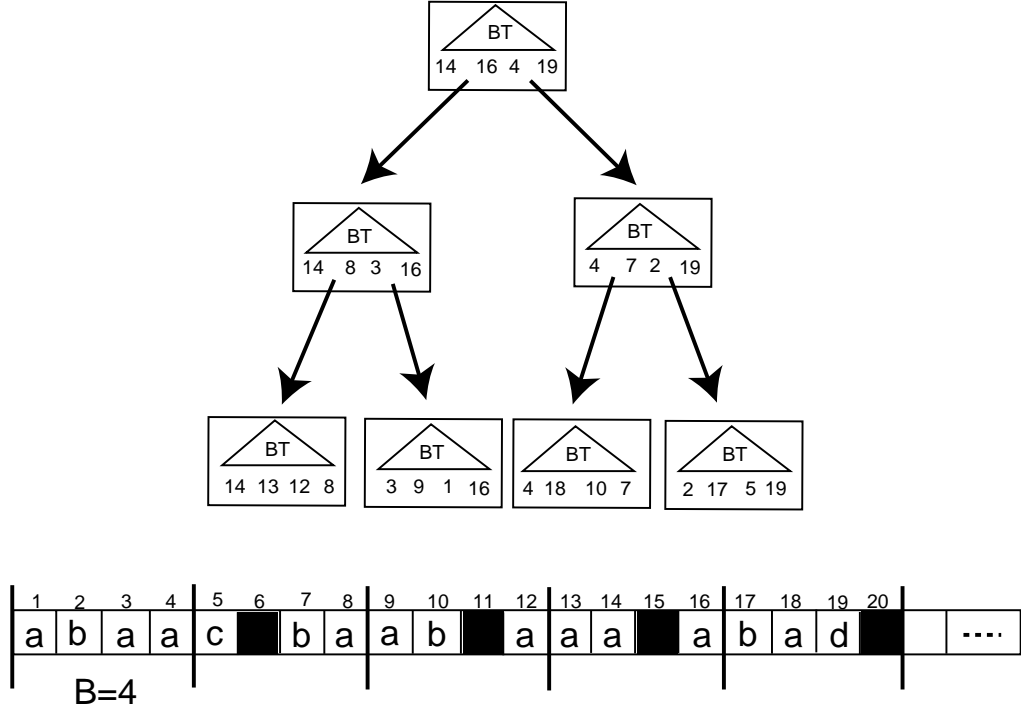 BT
14 16 4 19
BT
14 8 3 16
BT
4 7 2 19
BT
14 13 12 8
BT
3 9 1 16
BT
4 18 10 7
BT
2 17 5 19
1 2 3 4 5 6 7 8 9 10 11 12 13 14 15 16 17 18 19 20
a b a a c b a a b a a a a b a d ----
B=4